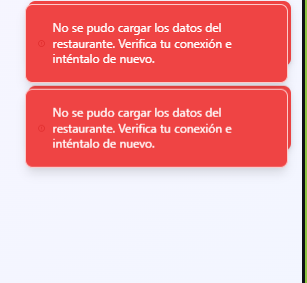 No se pudo cargar los datos del
restaurante. Verifica tu conexión e
inténtalo de nuevo.
No se pudo cargar los datos del
restaurante. Verifica tu conexión e
inténtalo de nuevo.